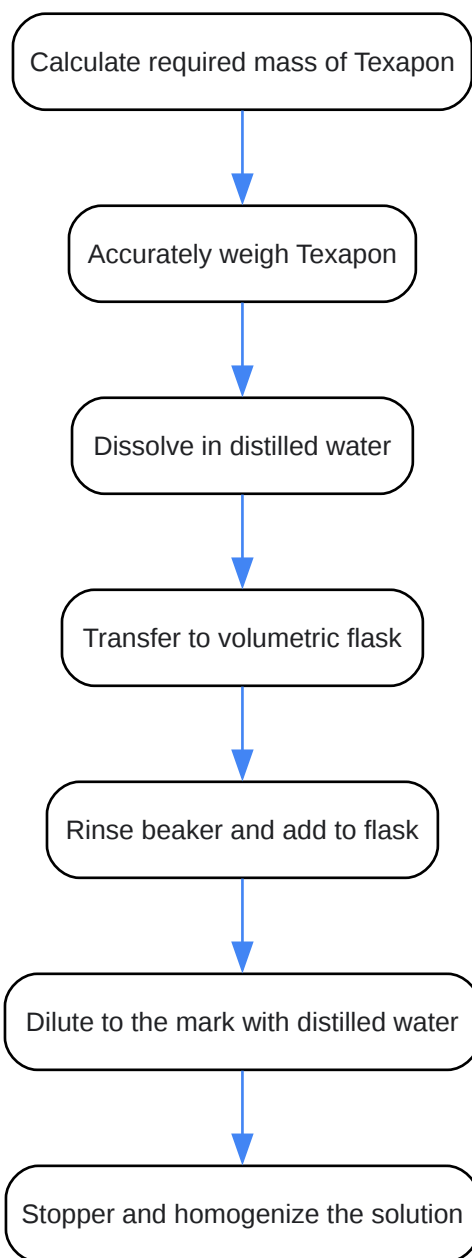 Calculate required mass of Texapon
Accurately weigh Texapon
Dissolve in distilled water
Transfer to volumetric flask
Rinse beaker and add to flask
Dilute to the mark with distilled water
Stopper and homogenize the solution